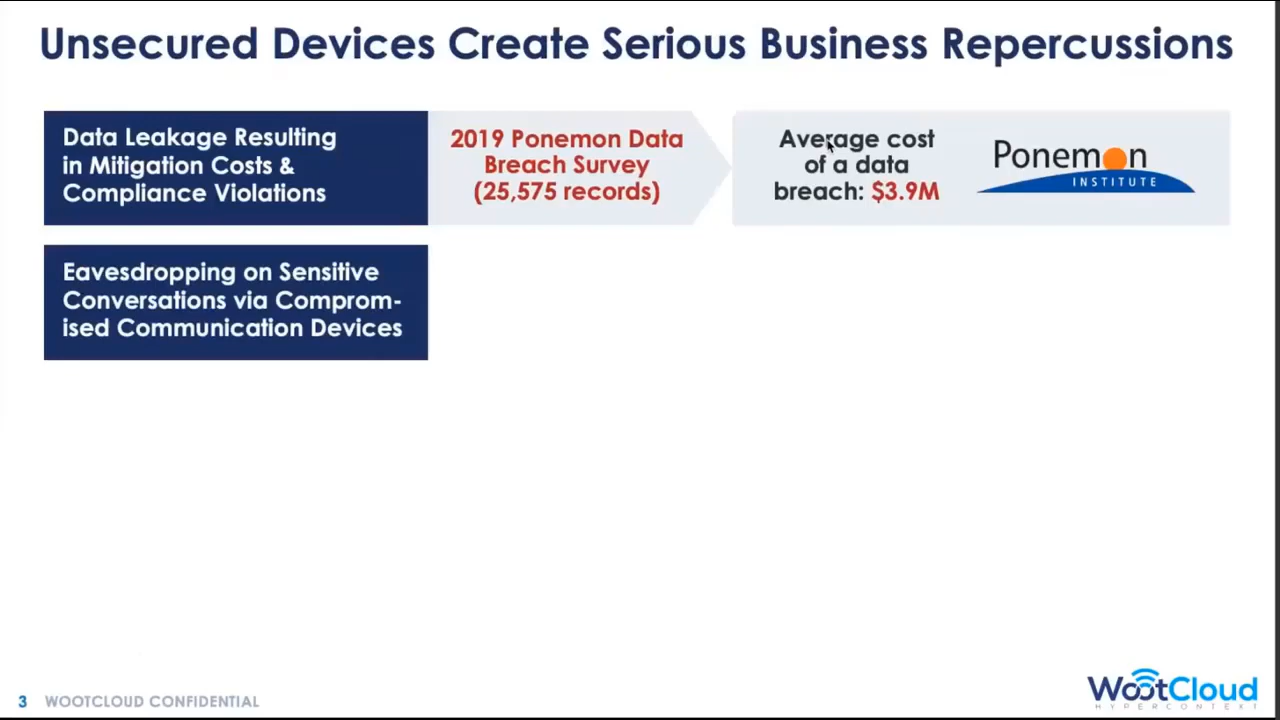 Unsecured Devices Create Serious Business Repercussions
Data Leakage Resulting
in Mitigation Costs &
Compliance Violations
2019 Ponemon Data
Breach Survey
(25,575 records)
Average cost
of a data
breach: $3.9M
Ponemon
INSTITUTE
Eavesdropping on Sensitive
Conversations via Comprom-
ised Communication Devices
3 WOOTCLOUD CONFIDENTIAL
WootCloud
HYPERCONTEXT